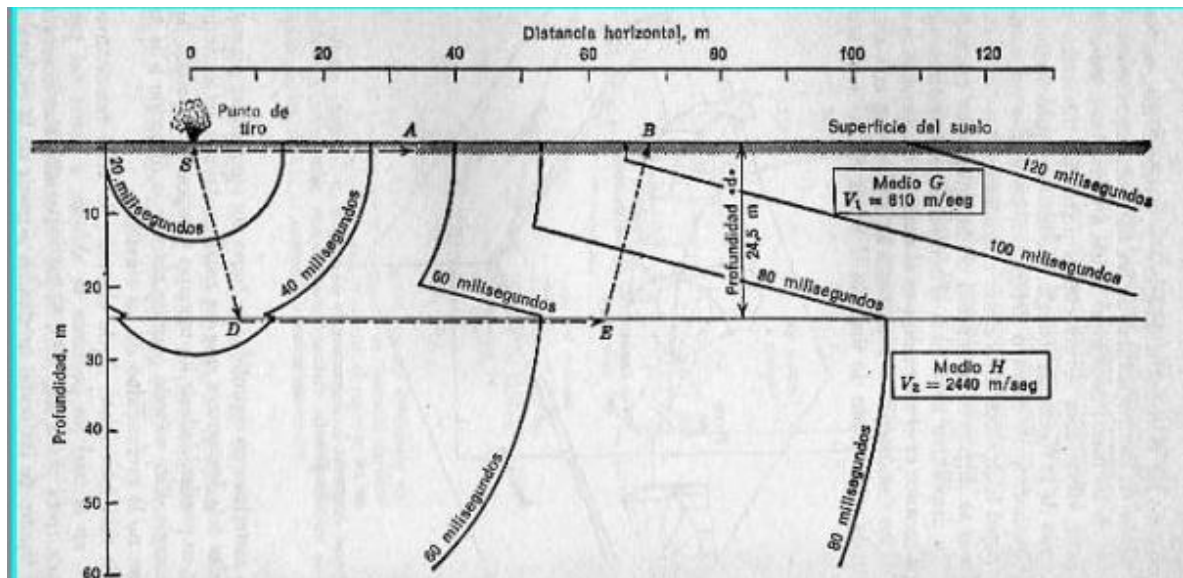 Distancia horizontal, m
0 20 40 60 80 100 120
Punto de
tiro
A
B
Superficie del suelo
S
20 milisegundos
40 milisegundos
60 milisegundos
80 milisegundos
100 milisegundos
120 milisegundos
Medio G
V₁ = 810 m/seg
Profundidad «d»
24,5 m
D
E
Medio H
V₂ = 2440 m/seg
Profundidad, m
10
20
30
40
50
60
60 milisegundos
80 milisegundos